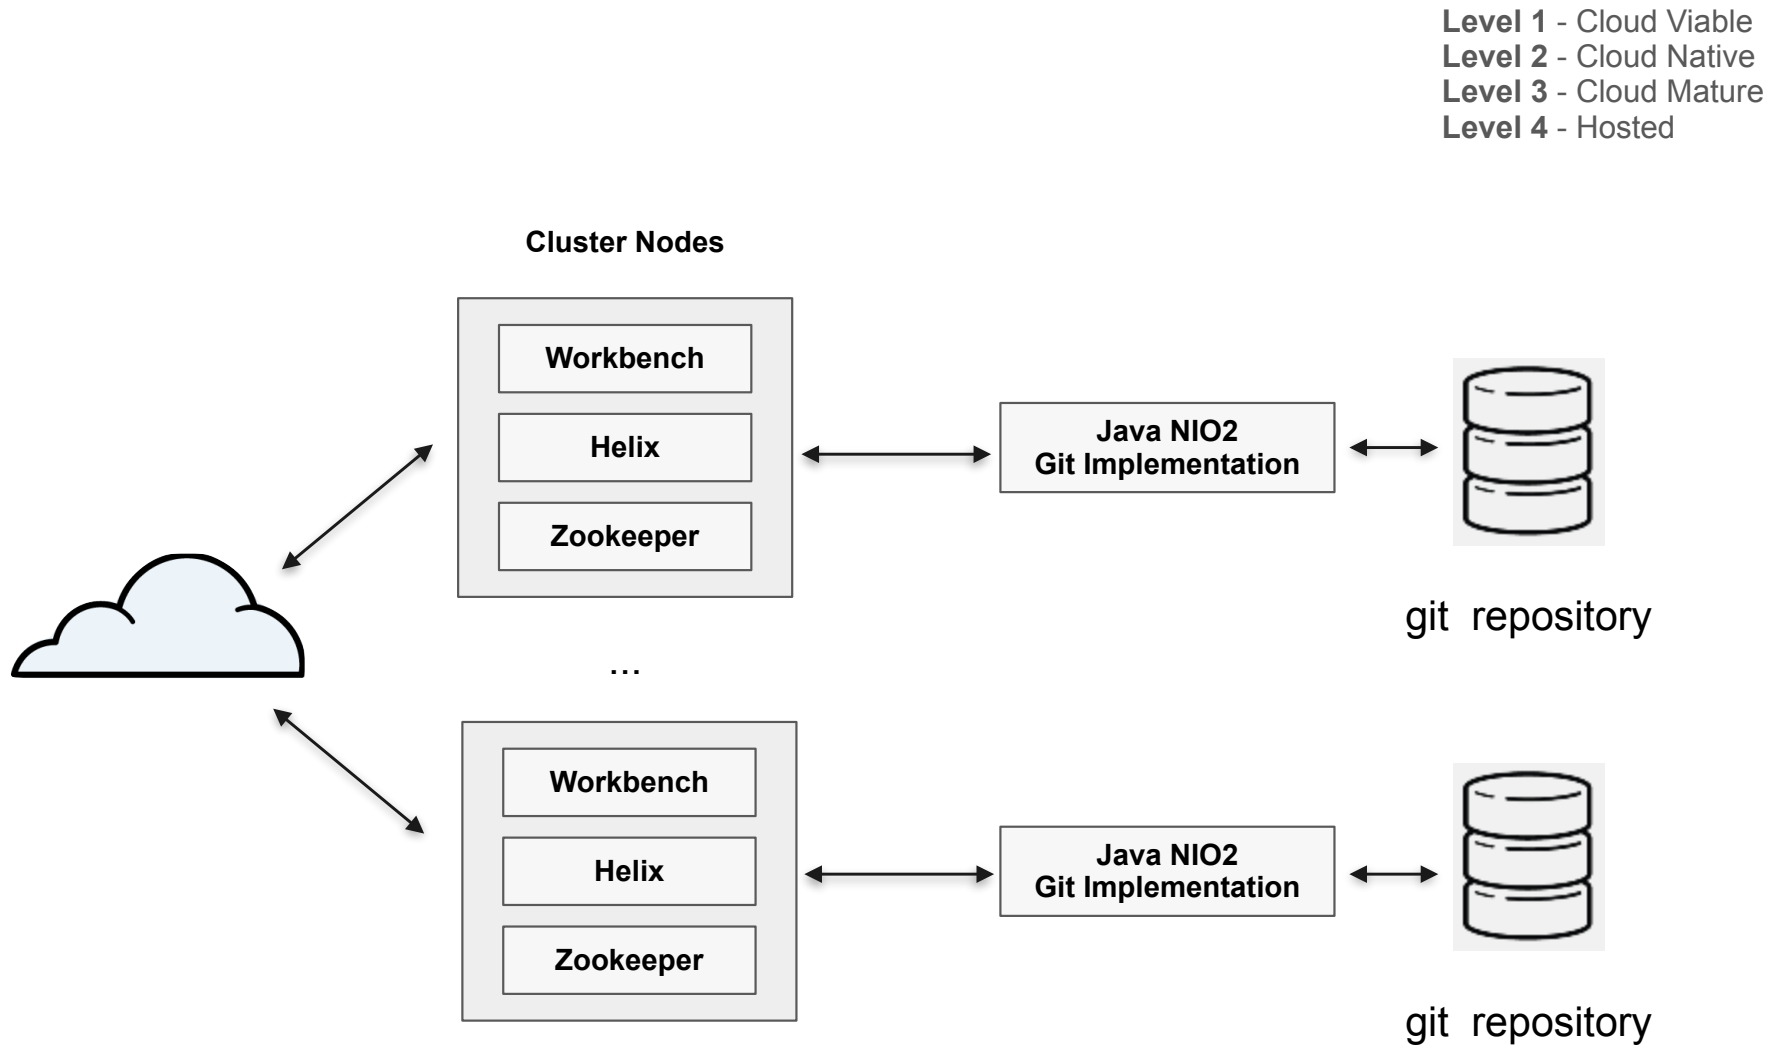 Level 1 - Cloud Viable
Level 2 - Cloud Native
Level 3 - Cloud Mature
Level 4 - Hosted
Cluster Nodes
Workbench
Helix
Zookeeper
Java NIO2
Git Implementation
git repository
...
Workbench
Helix
Zookeeper
Java NIO2
Git Implementation
git repository